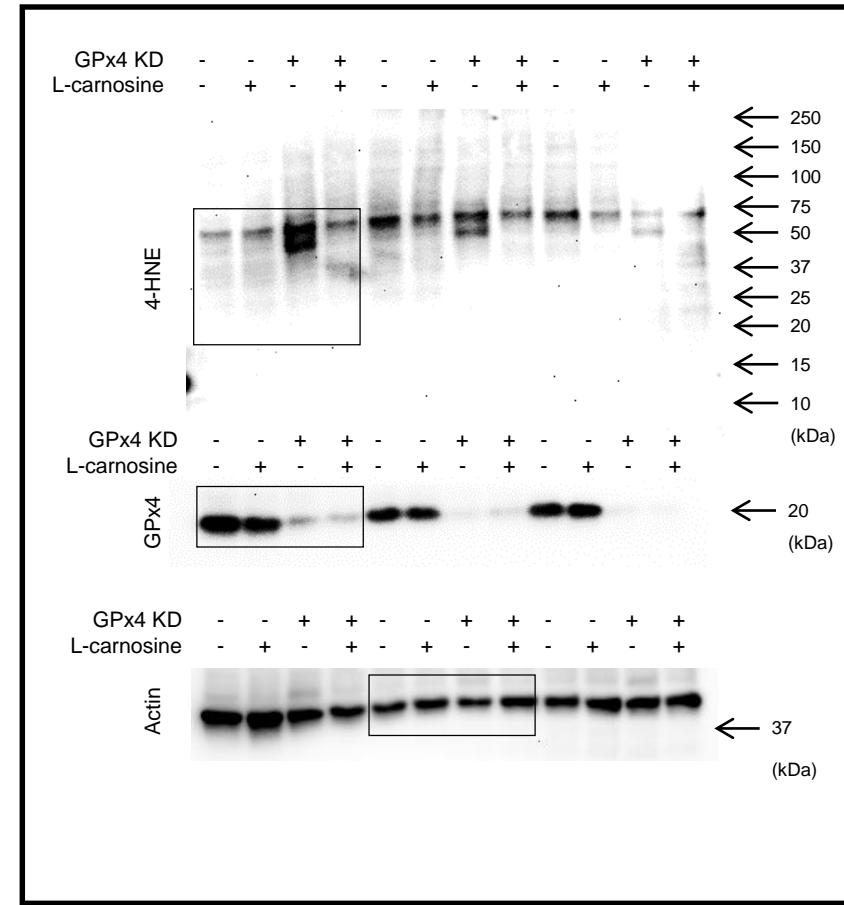 GPx4 KD - - + + - - + + - - + +
L-carnosine - + - + - + - + - + - +
250
150
100
75
50
37
25
20
15
10
(kDa)
4-HNE
GPx4 KD - - + + - - + + - - + +
L-carnosine - + - + - + - + - + - +
GPx4
20
(kDa)
GPx4 KD - - + + - - + + - - + +
L-carnosine - + - + - + - + - + - +
Actin
37
(kDa)